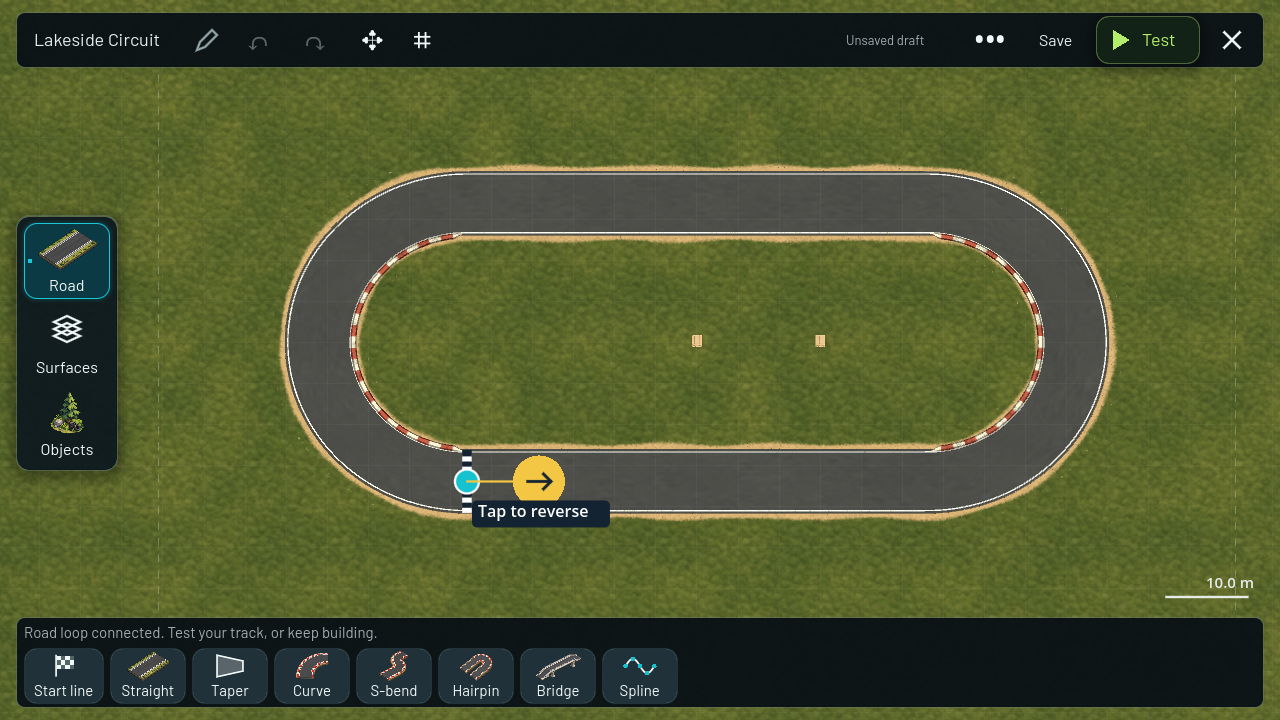 Lakeside Circuit
Unsaved draft
Save
Test
Road
Surfaces
Objects
Tap to reverse
10.0 m
Road loop connected. Test your track, or keep building.
Start line
Straight
Taper
Curve
S-bend
Hairpin
Bridge
Spline